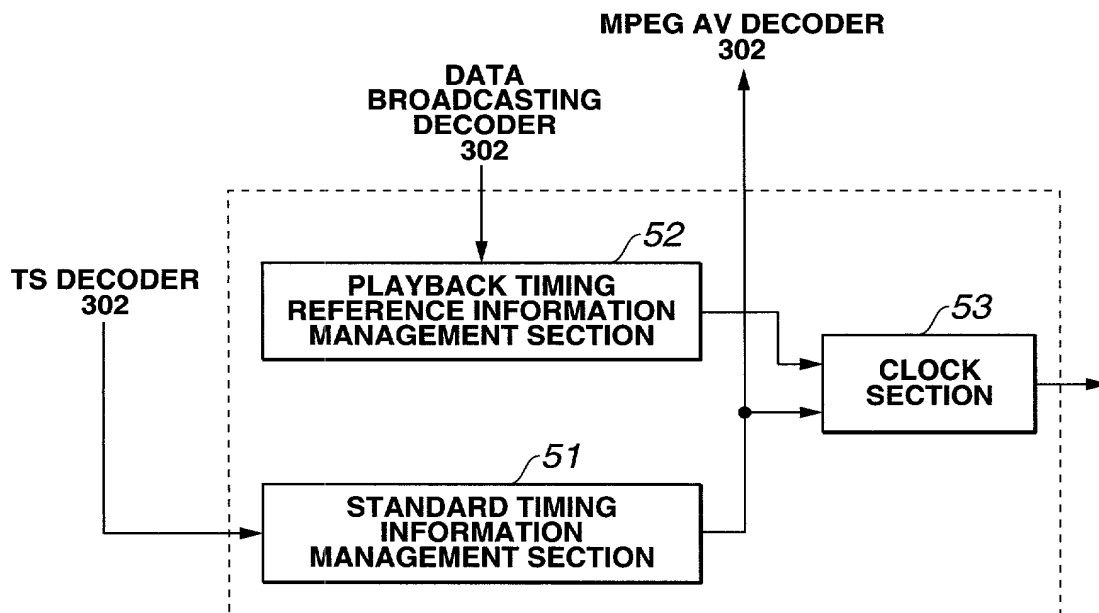 MPEG AV DECODER
302
DATA
BROADCASTING
DECODER
302
52
TS DECODER
302
PLAYBACK TIMING
REFERENCE INFORMATION
MANAGEMENT SECTION
53
CLOCK
SECTION
51
STANDARD TIMING
INFORMATION
MANAGEMENT SECTION